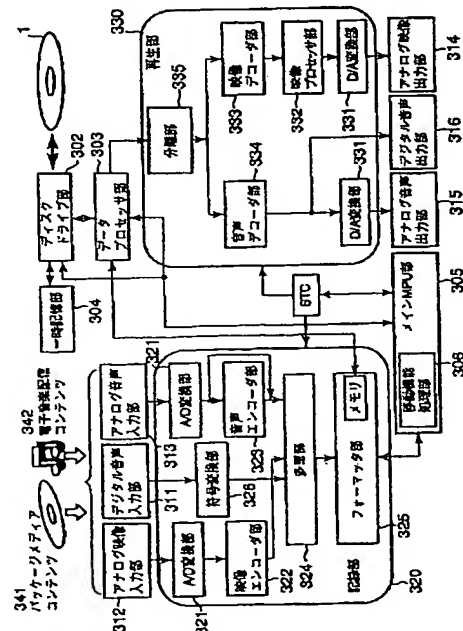 1
302
ディスク
ドライブ部
304
一時記憶部
303
データ
プロセッサ部
330
再生部
335
分離部
333
映像
デコーダ部
332
映像
プロセッサ部
331
D/A変換部
334
音声
デコーダ部
331
D/A変換部
314
アナログ映像
出力部
316
デジタル音声
出力部
315
アナログ音声
出力部
STC
305
メインMPU部
306
移動機能
処理部
341
パッケージメディア
コンテンツ
342
電子音楽配信
コンテンツ
312
アナログ映像
入力部
311
デジタル音声
入力部
313
アナログ音声
入力部
321
A/D変換部
321
A/D変換部
322
映像
エンコーダ部
326
符号変換部
323
音声
エンコーダ部
324
多重部
325
フォーマッタ部
メモリ
記録部
320